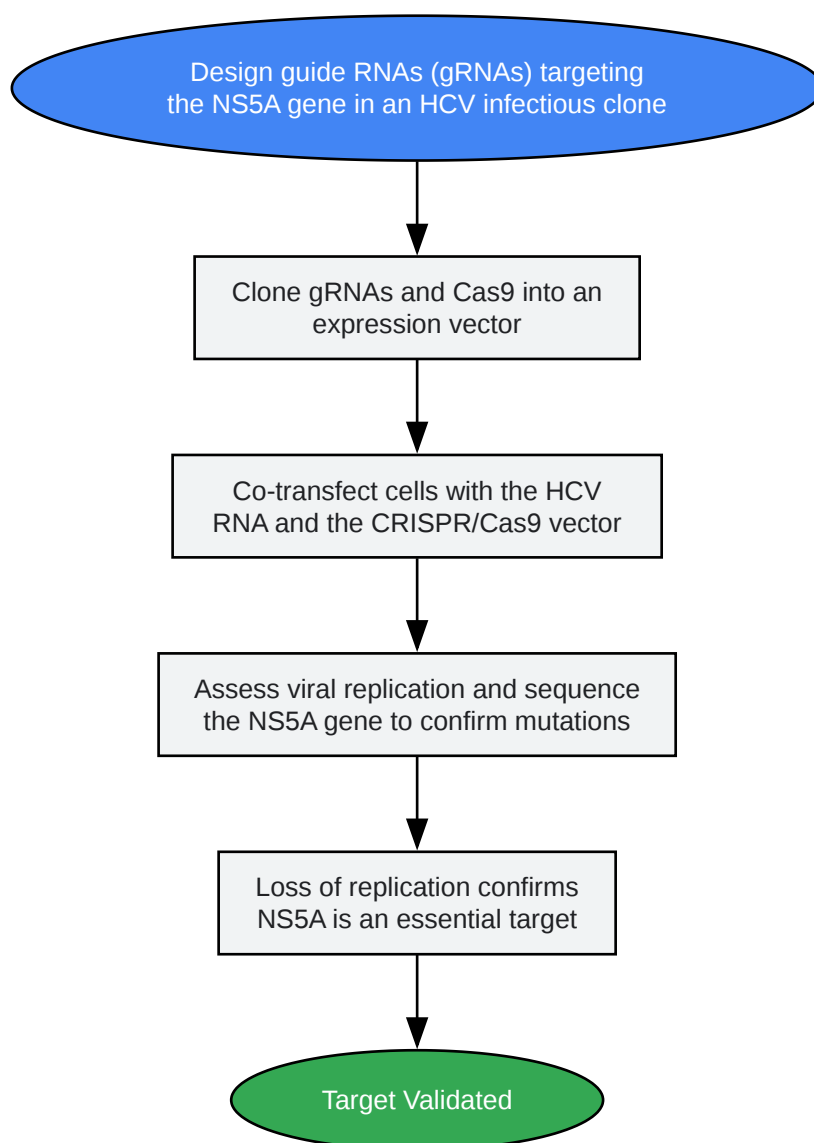 Design guide RNAs (gRNAs) targeting
the NS5A gene in an HCV infectious clone
Clone gRNAs and Cas9 into an
expression vector
Co-transfect cells with the HCV
RNA and the CRISPR/Cas9 vector
Assess viral replication and sequence
the NS5A gene to confirm mutations
Loss of replication confirms
NS5A is an essential target
Target Validated